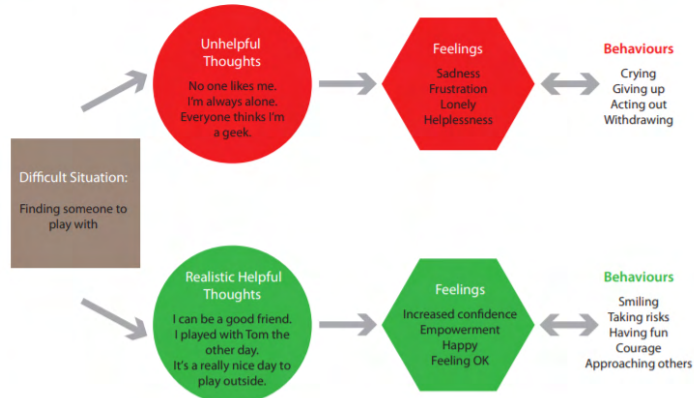 Unhelpful
Thoughts
No one likes me.
I'm always alone.
Everyone thinks I'm
a geek.
Feelings
Sadness
Frustration
Lonely
Helplessness
Behaviours
Crying
Giving up
Acting out
Withdrawing
Difficult Situation:
Finding someone to
play with
Realistic Helpful
Thoughts
I can be a good friend.
I played with Tom the
other day.
It's a really nice day to
play outside.
Feelings
Increased confidence
Empowerment
Happy
Feeling OK
Behaviours
Smiling
Taking risks
Having fun
Courage
Approaching others